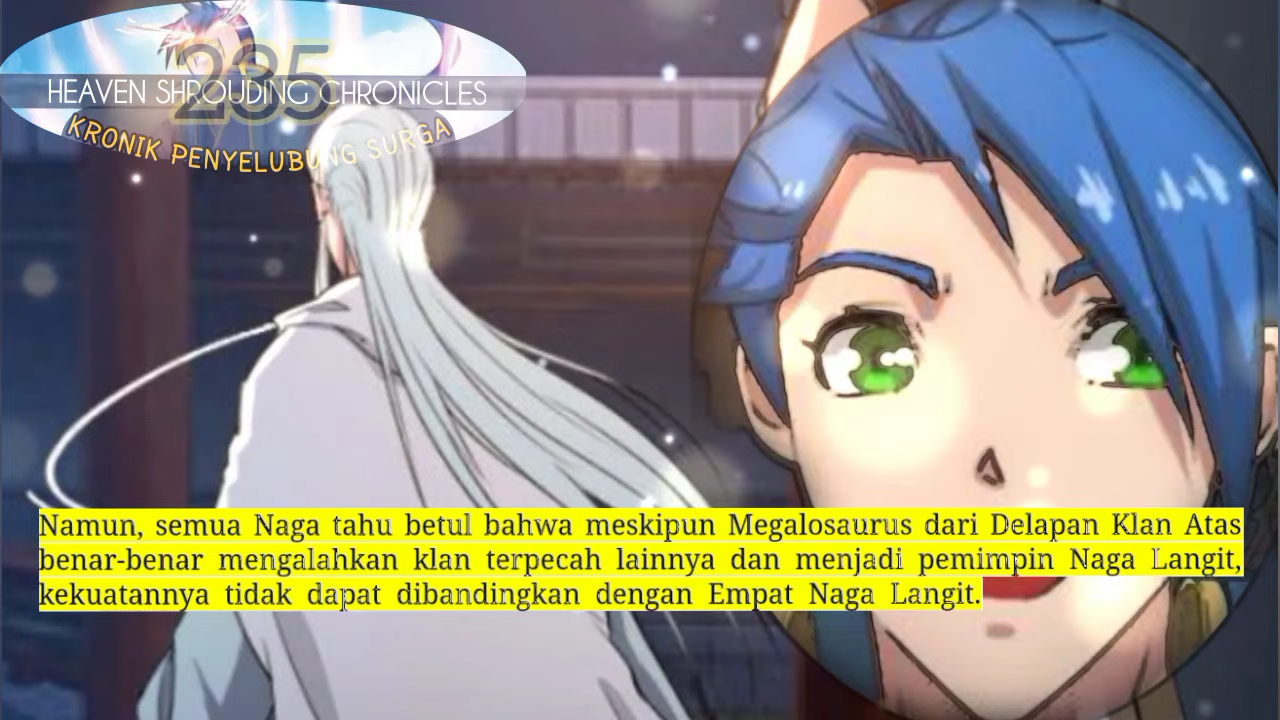 235
HEAVEN SHROUDING CHRONICLES
KRONIK PENYELUBUNG SURGA
Namun, semua Naga tahu betul bahwa meskipun Megalosaurus dari Delapan Klan Atas
benar-benar mengalahkan klan terpecah lainnya dan menjadi pemimpin Naga Langit,
kekuatannya tidak dapat dibandingkan dengan Empat Naga Langit.